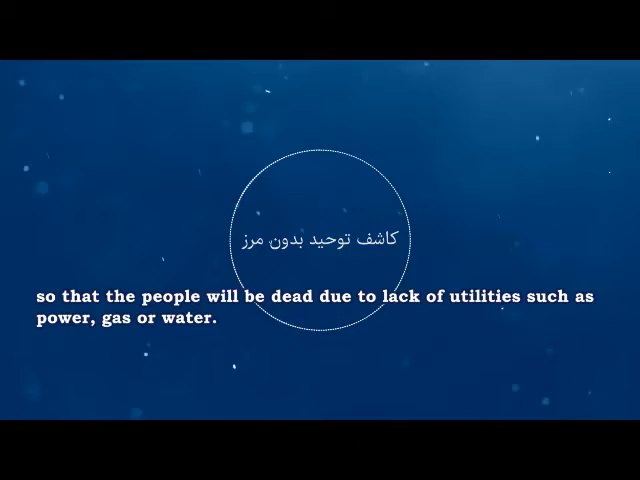 کاشف توحید بدون مرز
so that the people will be dead due to lack of utilities such as
power, gas or water.